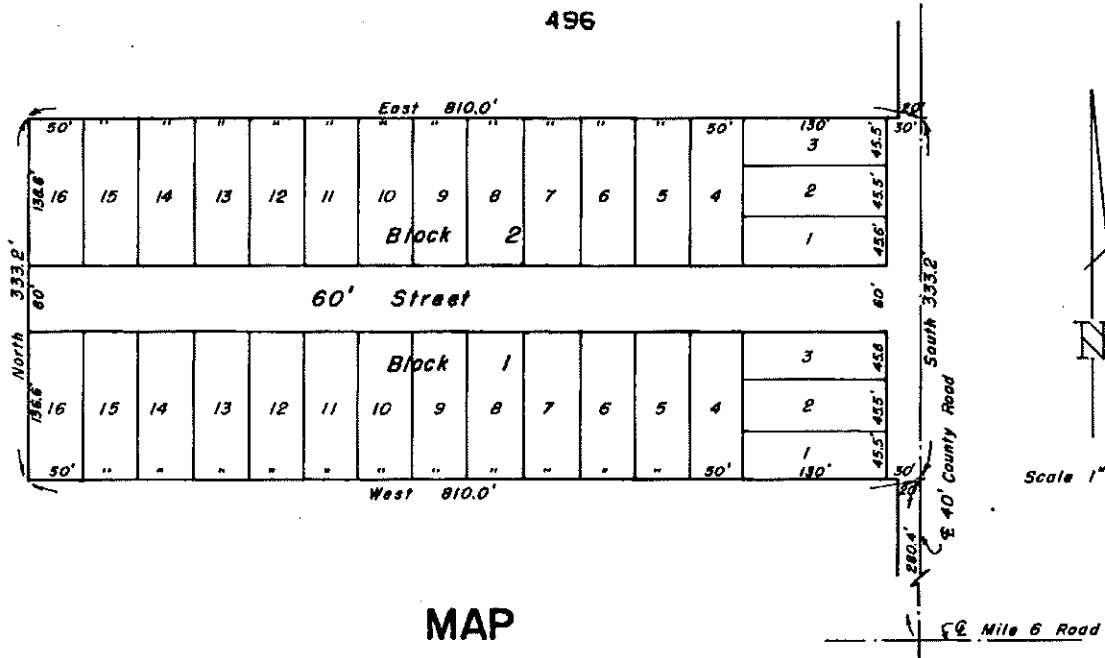 496
East 810.0'
20'
50' " " " " " " " " " " " 50' 130' 30'
3 45.5'
136.6' 16 15 14 13 12 11 10 9 8 7 6 5 4 2 45.5'
Block 2 1 45.6'
North 333.2'
60' 60' Street 60'
South 333.2'
Block 1 3 45.6
136.6' 16 15 14 13 12 11 10 9 8 7 6 5 4 2 45.5'
1 45.5'
50' " " " " " " " " " " " 50' 130' 30'
West 810.0'
20'
N
Scale 1"
℄ 40' County Road
280.4'
MAP
℄ Mile 6 Road